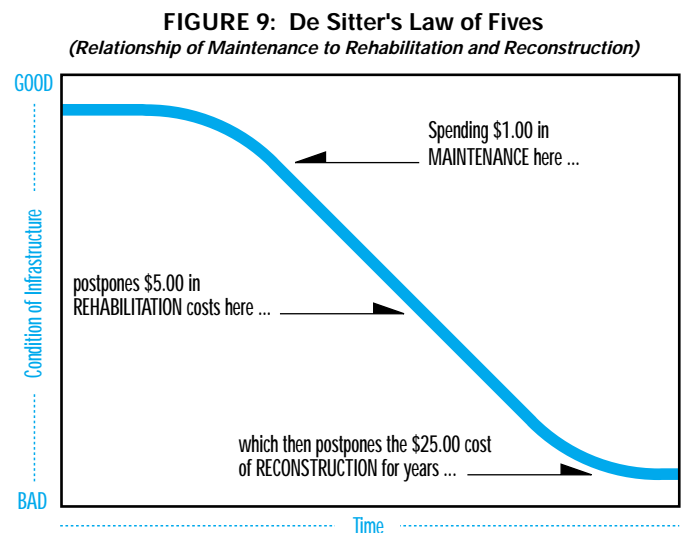 FIGURE 9: De Sitter's Law of Fives
(Relationship of Maintenance to Rehabilitation and Reconstruction)
GOOD
Spending $1.00 in
MAINTENANCE here ...
Condition of Infrastructure
postpones $5.00 in
REHABILITATION costs here ...
which then postpones the $25.00 cost
of RECONSTRUCTION for years ...
BAD
Time